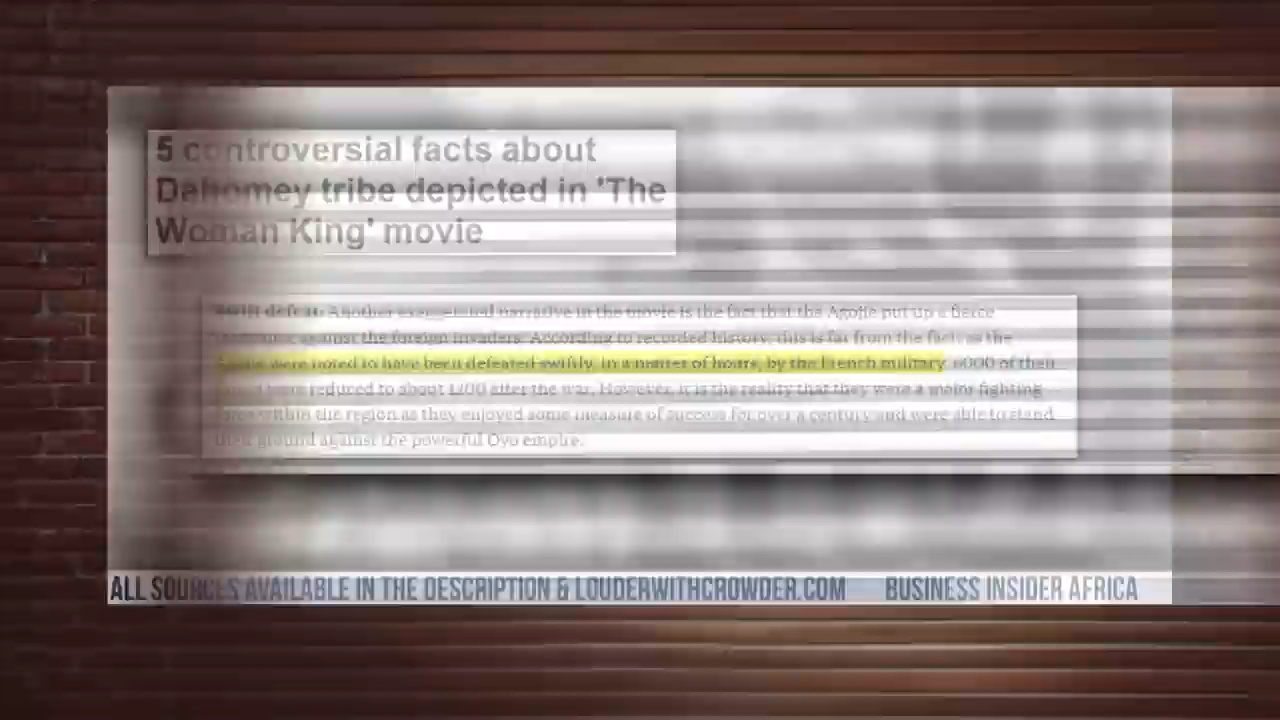 5 controversial facts about
Dahomey tribe depicted in 'The
Woman King' movie
Swift defeat: Another exaggerated narrative in the movie is the fact that the Agojie put up a fierce
against the foreign invaders. According to recorded history, this is far from the fact as the
were noted to have been defeated swiftly, in a matter of hours, by the French military. 6000 of their
were reduced to about 1200 after the war. However, it is the reality that they were a major fighting
force within the region as they enjoyed some measure of success for over a century and were able to stand
their ground against the powerful Oyo empire.
ALL SOURCES AVAILABLE IN THE DESCRIPTION & LOUDERWITHCROWDER.COM
BUSINESS INSIDER AFRICA